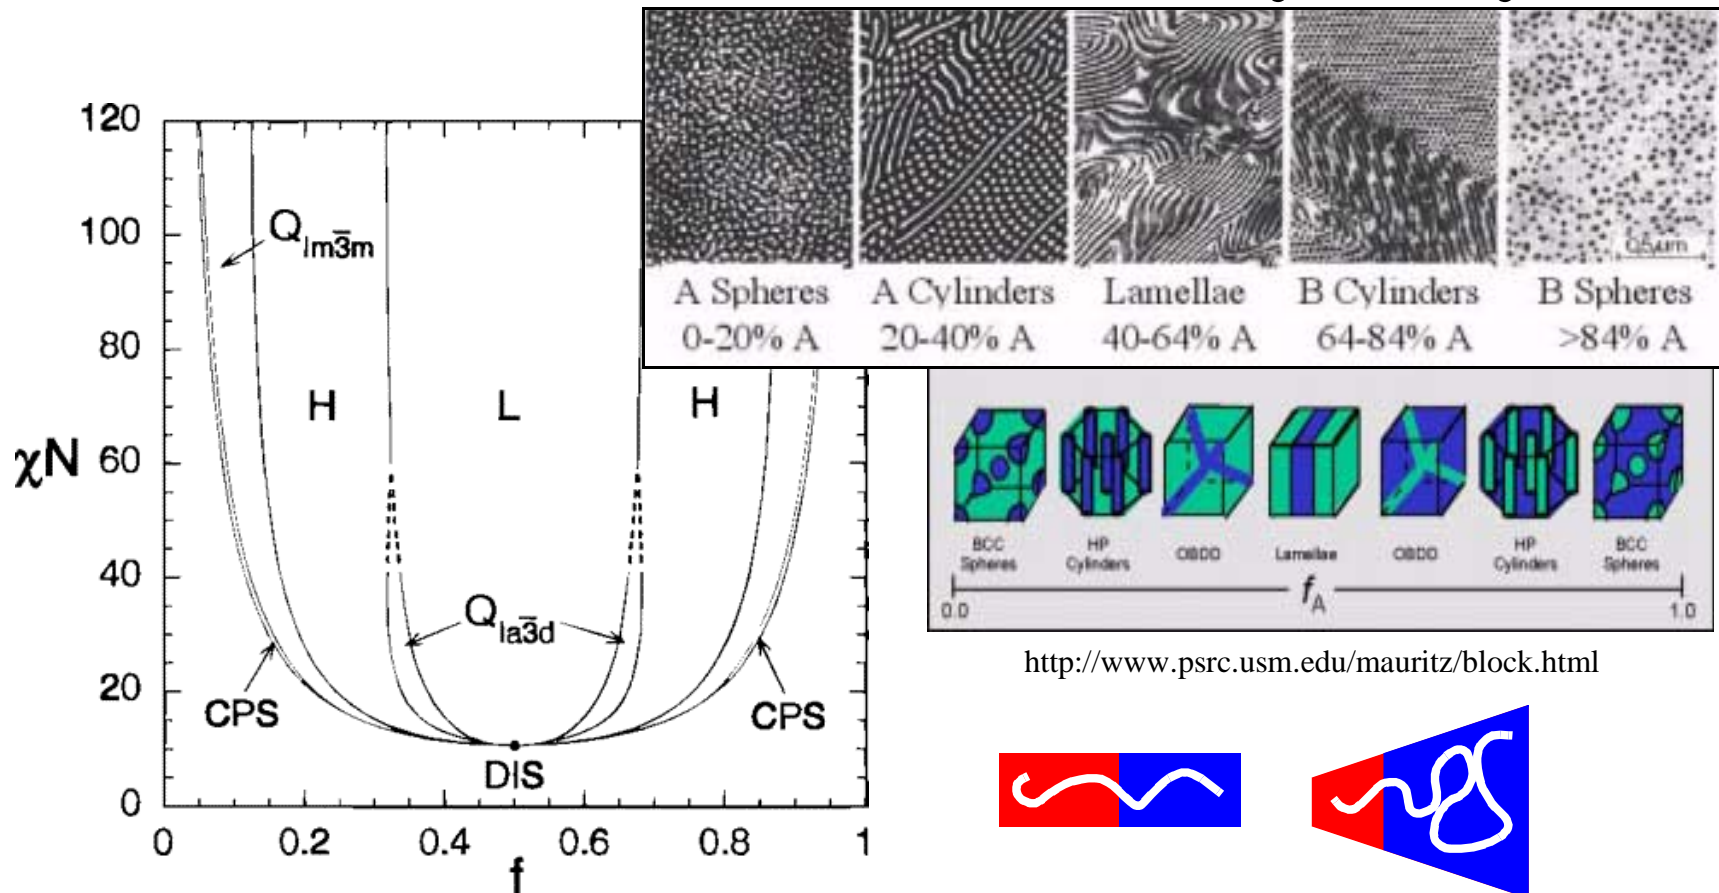 120
100
80
60
40
20
0
χN
0
0.2
0.4
0.6
0.8
1
f
Q Im3̅m
H
L
H
Q Ia3̅d
CPS
CPS
DIS
0.5μm
A Spheres
A Cylinders
Lamellae
B Cylinders
B Spheres
0-20% A
20-40% A
40-64% A
64-84% A
>84% A
BCC Spheres
HP Cylinders
OBDD
Lamellae
OBDD
HP Cylinders
BCC Spheres
0.0
fA
1.0
http://www.psrc.usm.edu/mauritz/block.html